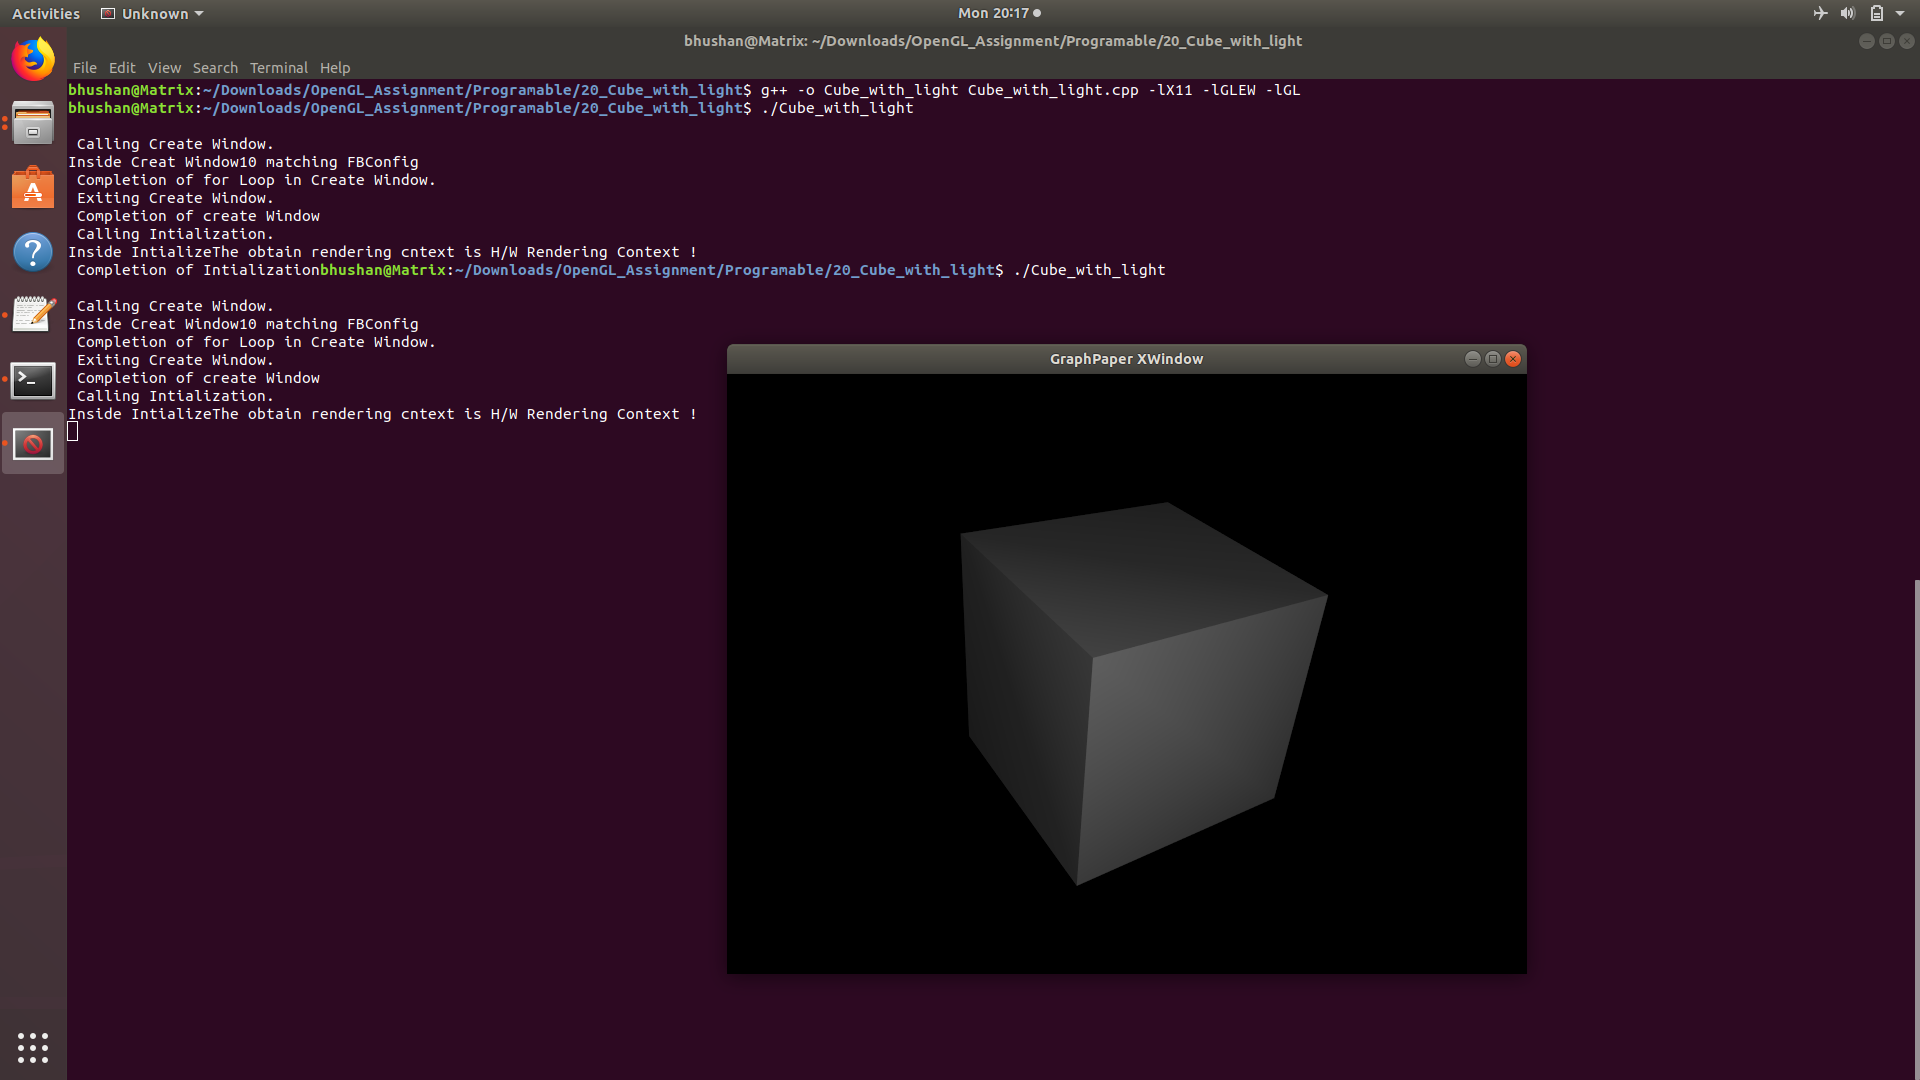 Activities Unknown Mon 20:17
bhushan@Matrix: ~/Downloads/OpenGL_Assignment/Programable/20_Cube_with_light
File Edit View Search Terminal Help
bhushan@Matrix:~/Downloads/OpenGL_Assignment/Programable/20_Cube_with_light$ g++ -o Cube_with_light Cube_with_light.cpp -lX11 -lGLEW -lGL
bhushan@Matrix:~/Downloads/OpenGL_Assignment/Programable/20_Cube_with_light$ ./Cube_with_light
Calling Create Window.
Inside Creat Window10 matching FBConfig
Completion of for Loop in Create Window.
Exiting Create Window.
Completion of create Window
Calling Intialization.
Inside IntializeThe obtain rendering cntext is H/W Rendering Context !
Completion of Intializationbhushan@Matrix:~/Downloads/OpenGL_Assignment/Programable/20_Cube_with_light$ ./Cube_with_light
Calling Create Window.
Inside Creat Window10 matching FBConfig
Completion of for Loop in Create Window.
Exiting Create Window.
Completion of create Window
Calling Intialization.
Inside IntializeThe obtain rendering cntext is H/W Rendering Context !
GraphPaper XWindow